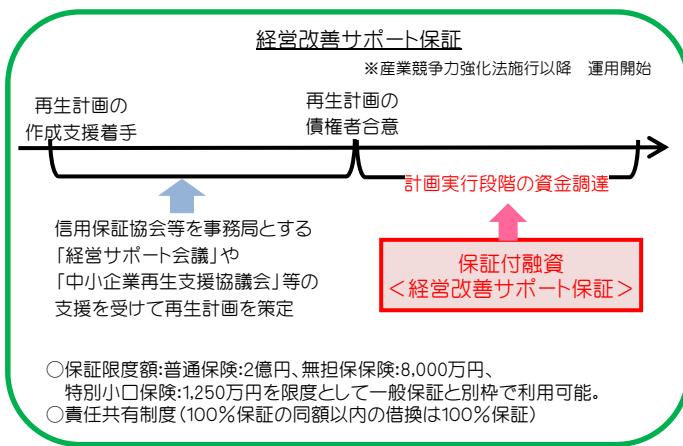 経営改善サポート保証
※産業競争力強化法施行以降　運用開始
再生計画の
作成支援着手
再生計画の
債権者合意
計画実行段階の資金調達
信用保証協会等を事務局とする
「経営サポート会議」や
「中小企業再生支援協議会」等の
支援を受けて再生計画を策定
保証付融資
＜経営改善サポート保証＞
○保証限度額:普通保険:2億円、無担保保険:8,000万円、
特別小口保険:1,250万円を限度として一般保証と別枠で利用可能。
○責任共有制度(100％保証の同額以内の借換は100％保証)